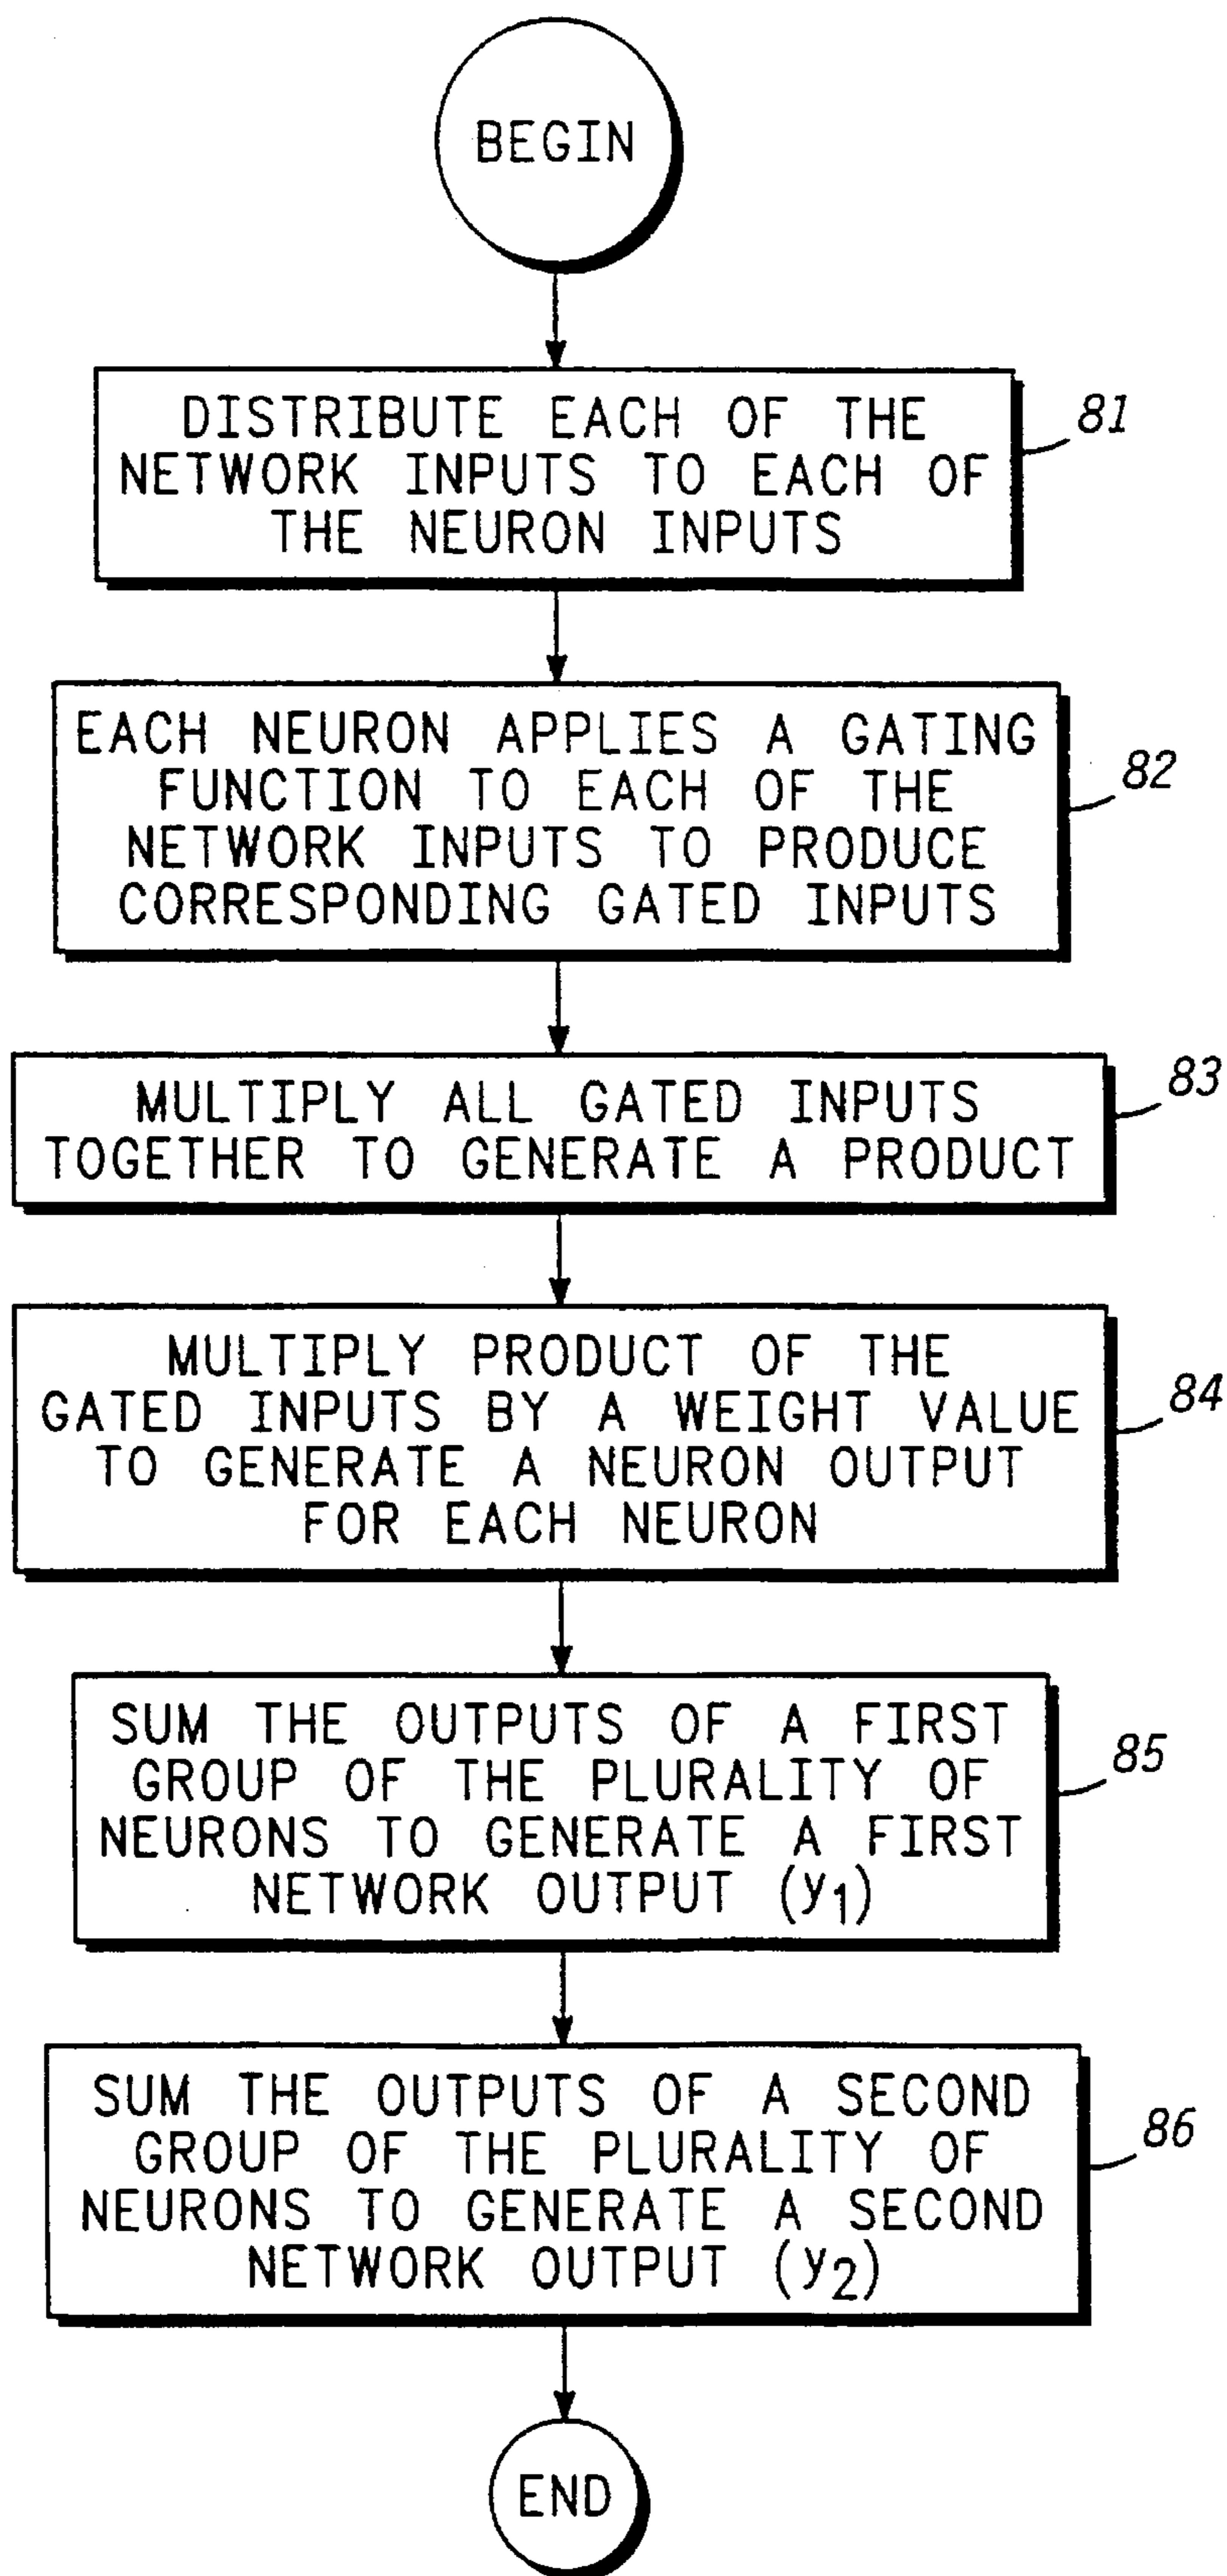 BEGIN
DISTRIBUTE EACH OF THE
NETWORK INPUTS TO EACH OF
THE NEURON INPUTS
81
EACH NEURON APPLIES A GATING
FUNCTION TO EACH OF THE
NETWORK INPUTS TO PRODUCE
CORRESPONDING GATED INPUTS
82
MULTIPLY ALL GATED INPUTS
TOGETHER TO GENERATE A PRODUCT
83
MULTIPLY PRODUCT OF THE
GATED INPUTS BY A WEIGHT VALUE
TO GENERATE A NEURON OUTPUT
FOR EACH NEURON
84
SUM THE OUTPUTS OF A FIRST
GROUP OF THE PLURALITY OF
NEURONS TO GENERATE A FIRST
NETWORK OUTPUT (y₁)
85
SUM THE OUTPUTS OF A SECOND
GROUP OF THE PLURALITY OF
NEURONS TO GENERATE A SECOND
NETWORK OUTPUT (y₂)
86
END